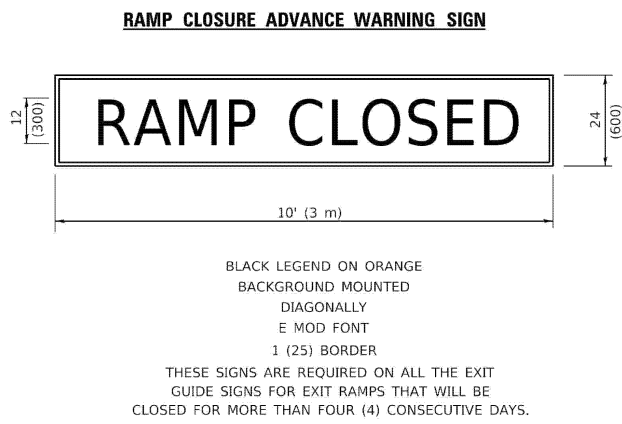 RAMP CLOSURE ADVANCE WARNING SIGN
12
(300)
RAMP CLOSED
24
(600)
10' (3 m)
BLACK LEGEND ON ORANGE
BACKGROUND MOUNTED
DIAGONALLY
E MOD FONT
1 (25) BORDER
THESE SIGNS ARE REQUIRED ON ALL THE EXIT
GUIDE SIGNS FOR EXIT RAMPS THAT WILL BE
CLOSED FOR MORE THAN FOUR (4) CONSECUTIVE DAYS.